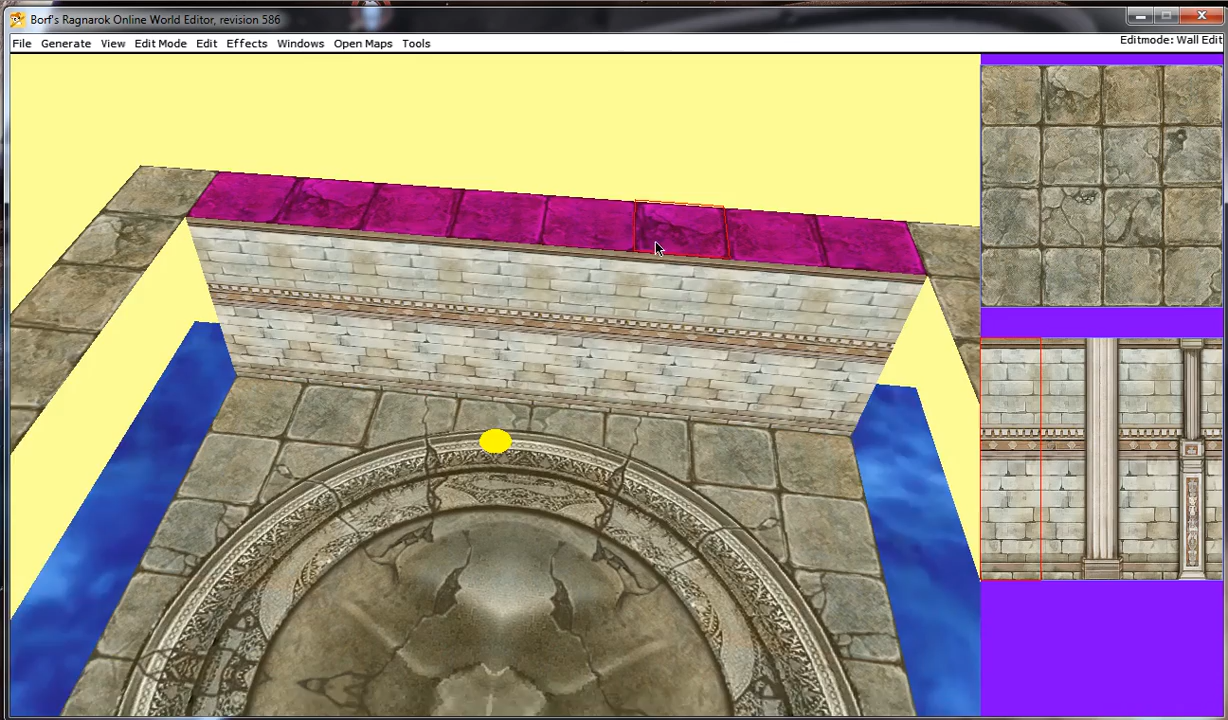 Borf's Ragnarok Online World Editor, revision 586
File Generate View Edit Mode Edit Effects Windows Open Maps Tools
Editmode: Wall Edit